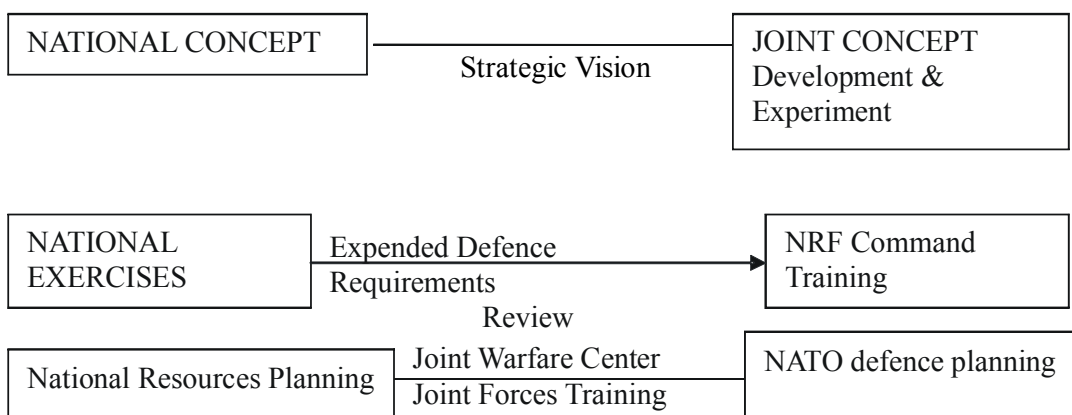 NATIONAL CONCEPT
Strategic Vision
JOINT CONCEPT
Development &
Experiment
NATIONAL
EXERCISES
Expended Defence
Requirements
Review
NRF Command
Training
National Resources Planning
Joint Warfare Center
Joint Forces Training
NATO defence planning